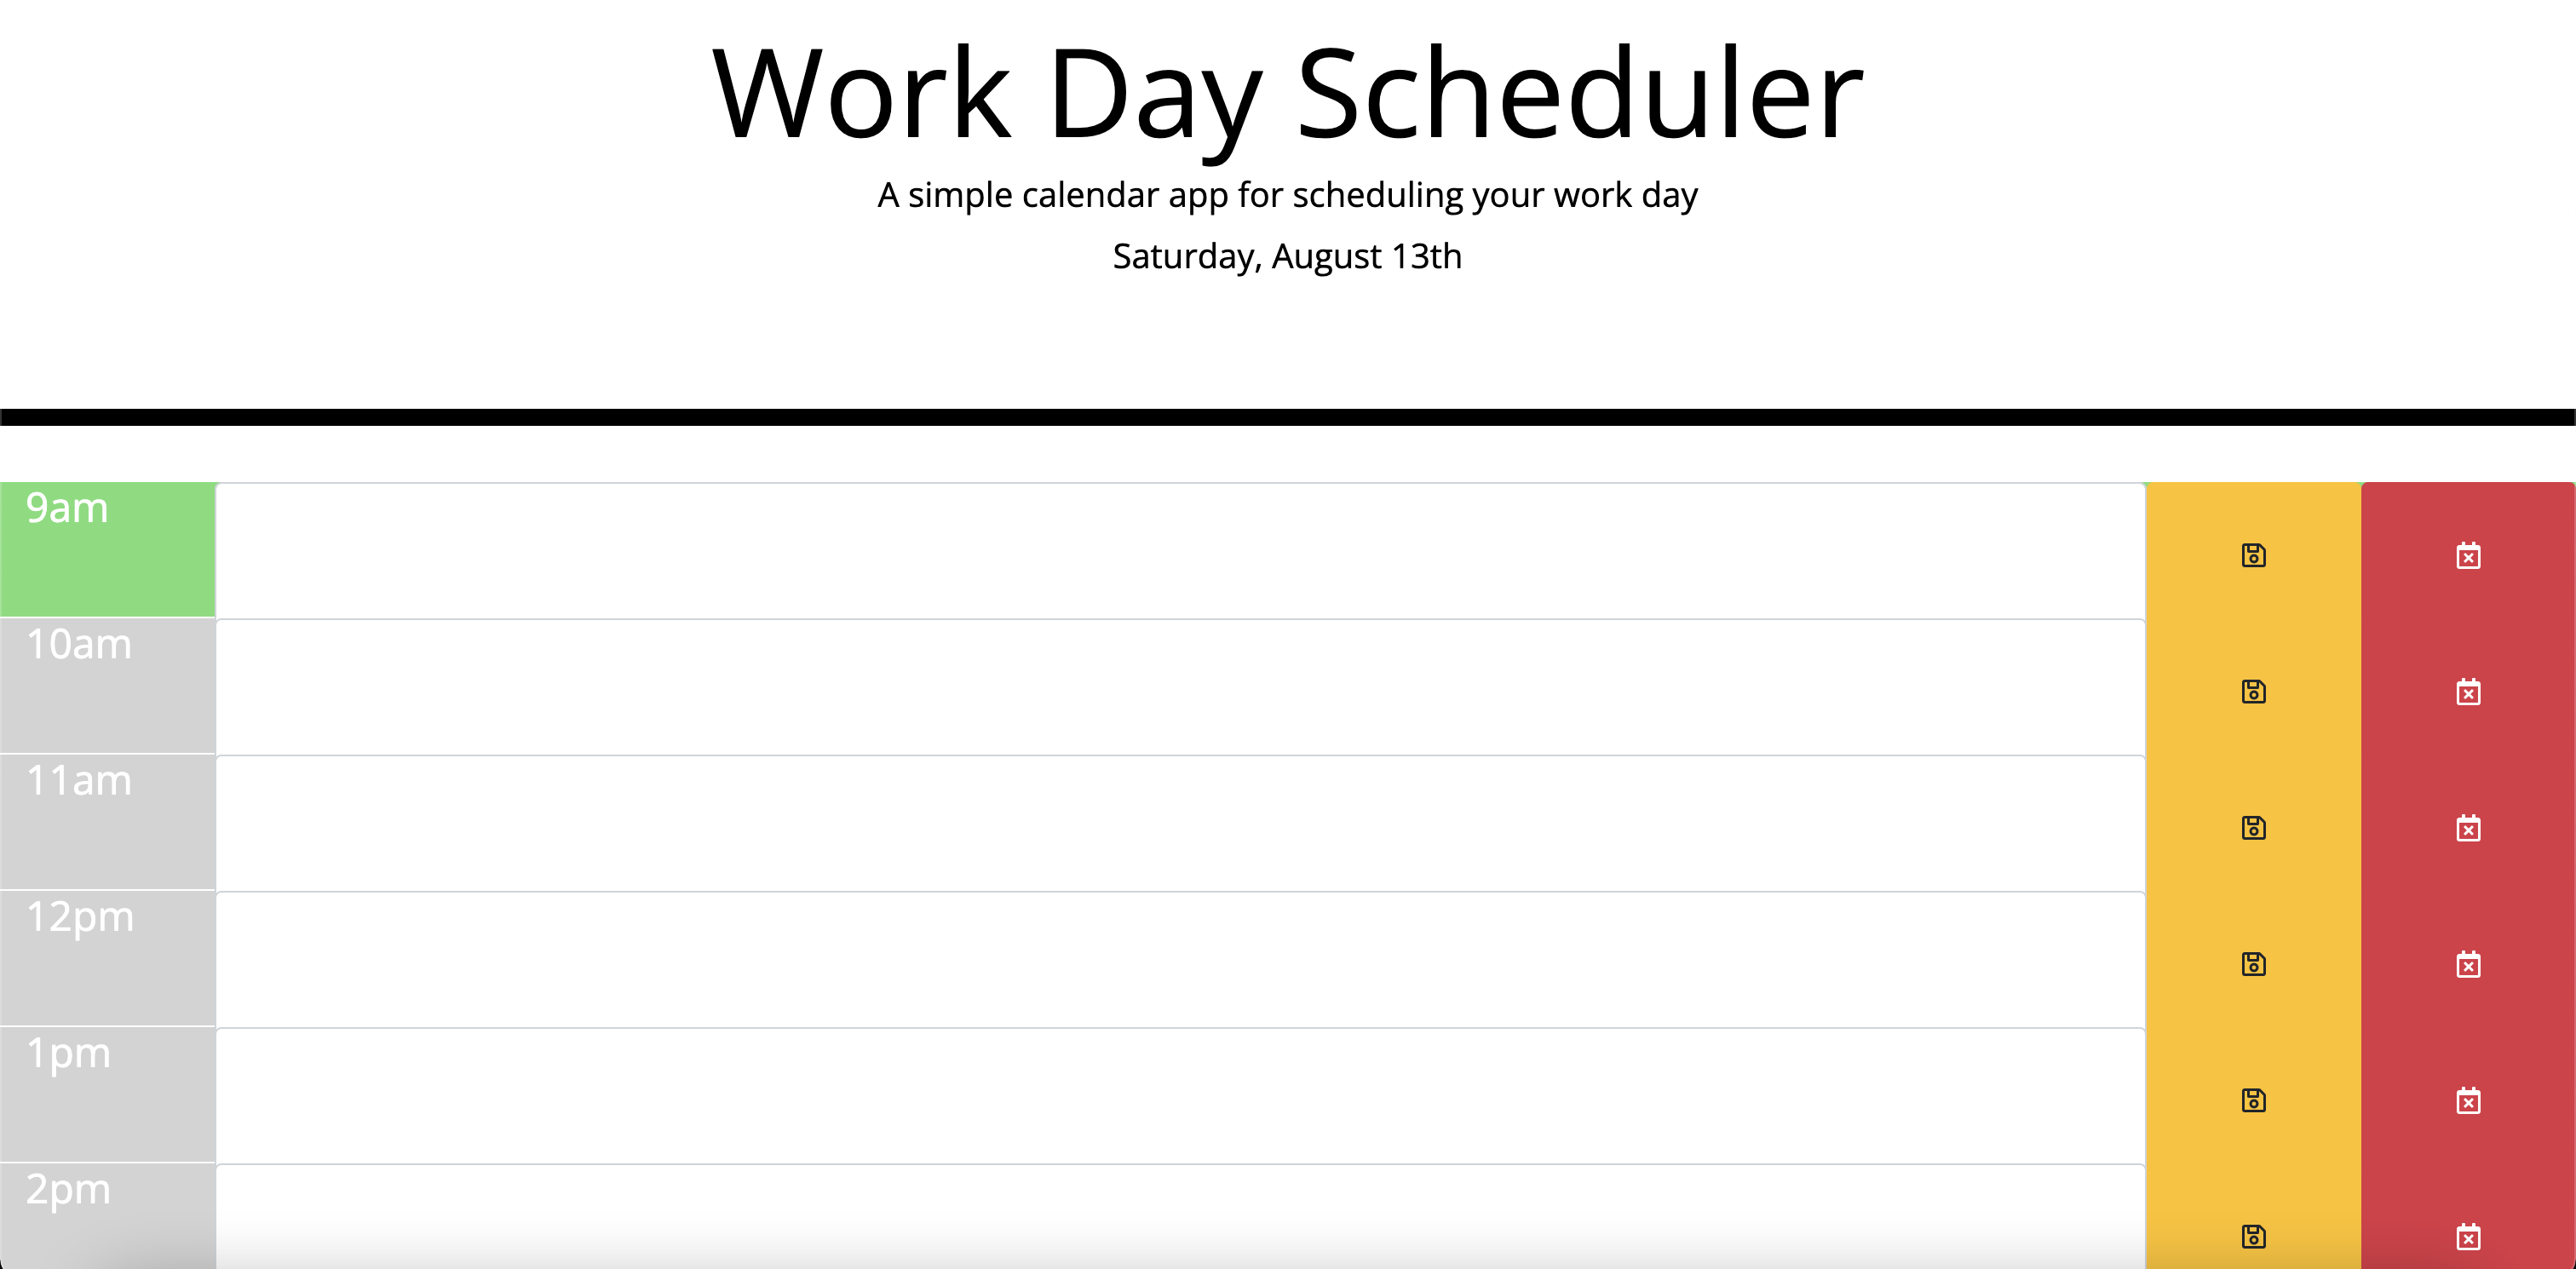 Work Day Scheduler
A simple calendar app for scheduling your work day
Saturday, August 13th
9am
10am
11am
12pm
1pm
2pm